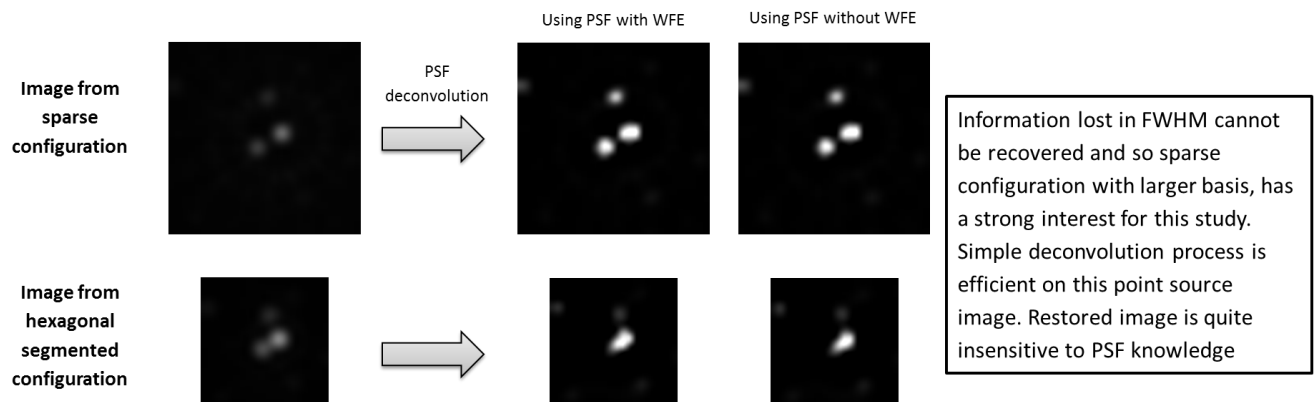 Using PSF with WFE
Using PSF without WFE
Image from
sparse
configuration
PSF
deconvolution
Information lost in FWHM cannot
be recovered and so sparse
configuration with larger basis, has
a strong interest for this study.
Simple deconvolution process is
efficient on this point source
image. Restored image is quite
insensitive to PSF knowledge
Image from
hexagonal
segmented
configuration